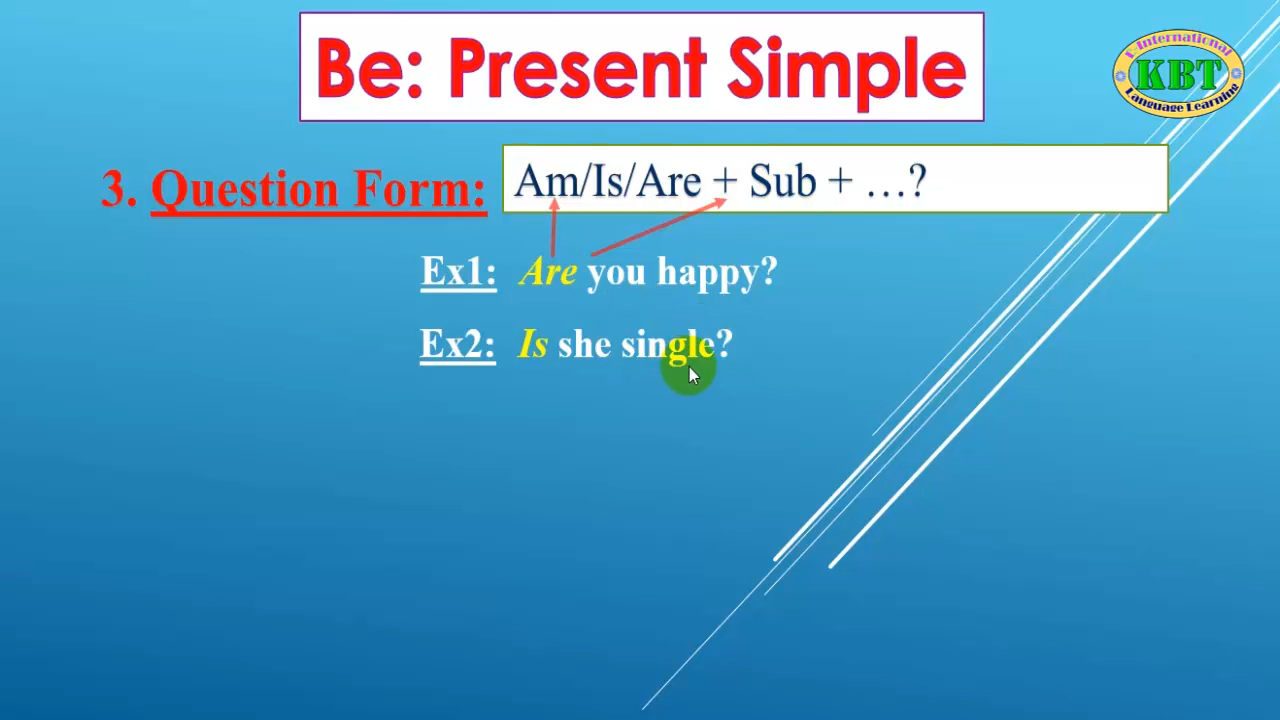 Be: Present Simple
K-International
KBT
Language Learning
3. Question Form:
Am/Is/Are + Sub + …?
Ex1: Are you happy?
Ex2: Is she single?